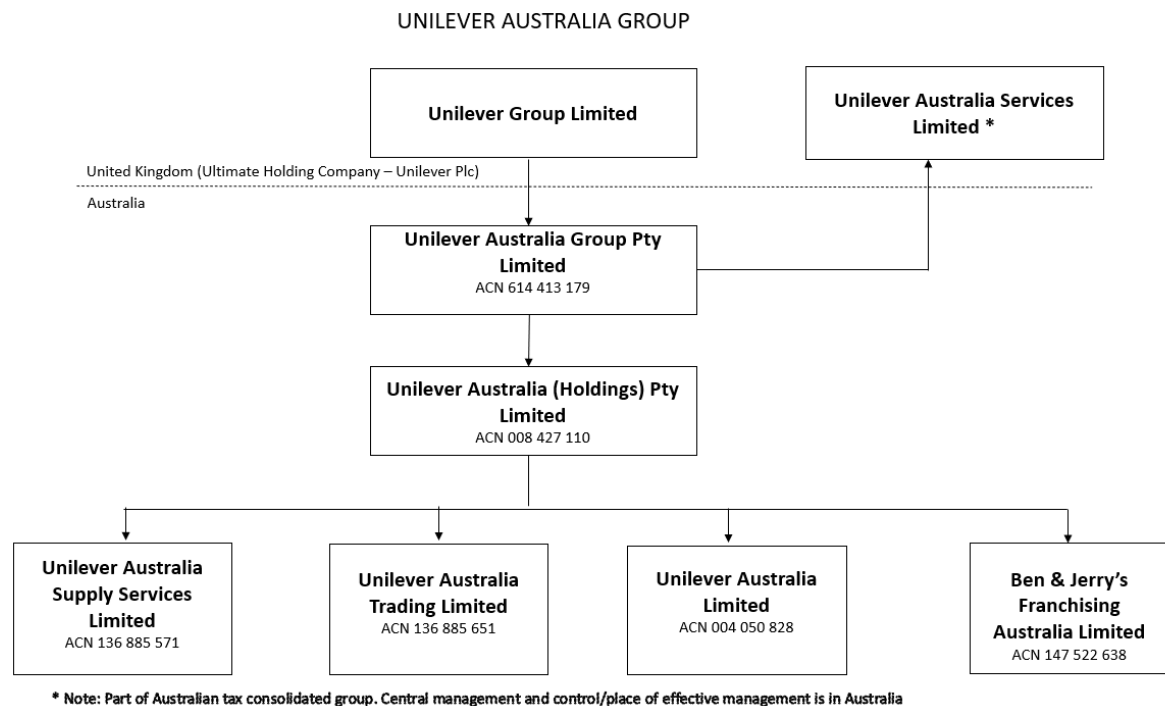 UNILEVER AUSTRALIA GROUP
Unilever Group Limited
Unilever Australia Services
Limited *
United Kingdom (Ultimate Holding Company – Unilever Plc)
Australia
Unilever Australia Group Pty
Limited
ACN 614 413 179
Unilever Australia (Holdings) Pty
Limited
ACN 008 427 110
Unilever Australia
Supply Services
Limited
ACN 136 885 571
Unilever Australia
Trading Limited
ACN 136 885 651
Unilever Australia
Limited
ACN 004 050 828
Ben & Jerry's
Franchising
Australia Limited
ACN 147 522 638
* Note: Part of Australian tax consolidated group. Central management and control/place of effective management is in Australia